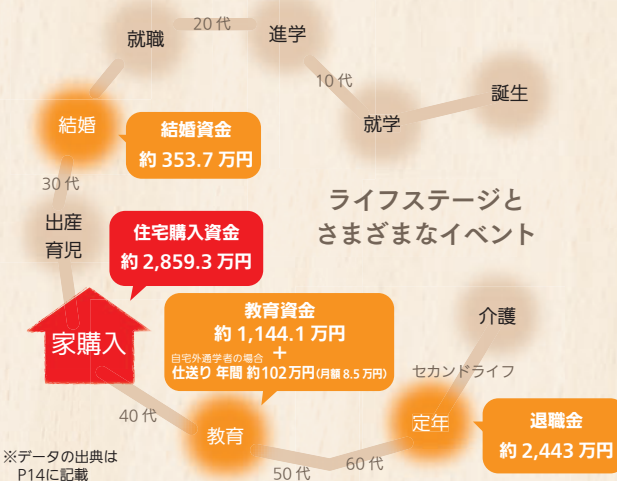 誕生
就学
10代
進学
20代
就職
結婚
結婚資金
約353.7万円
30代
出産
育児
ライフステージと
さまざまなイベント
住宅購入資金
約2,859.3万円
家購入
40代
教育資金
約1,144.1万円
+
自宅外通学者の場合
仕送り 年間 約102万円(月額8.5万円)
教育
50代
60代
定年
退職金
約2,443万円
セカンドライフ
介護
※データの出典は
P14に記載